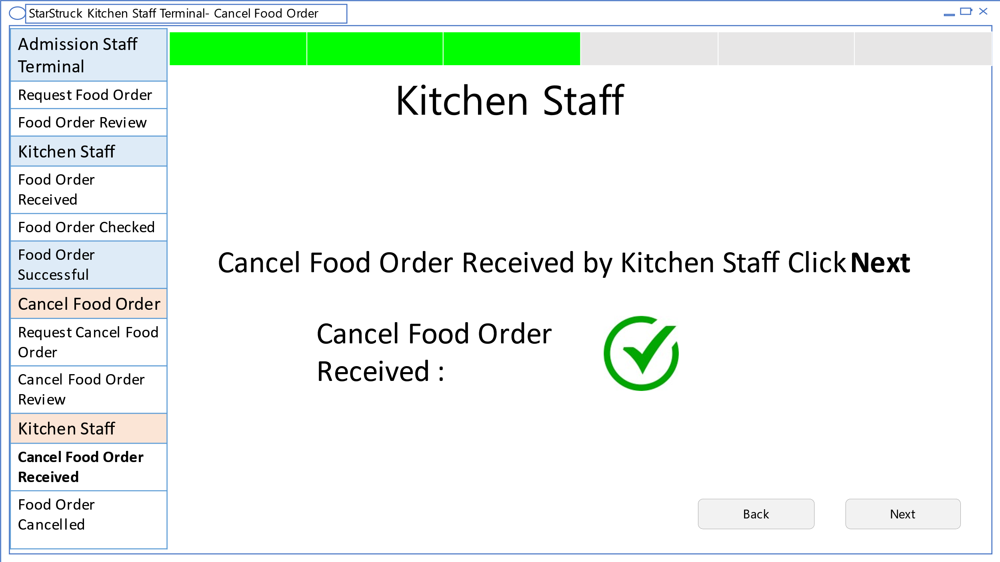 StarStruck Kitchen Staff Terminal- Cancel Food Order
Admission Staff
Terminal
Request Food Order
Food Order Review
Kitchen Staff
Food Order
Received
Food Order Checked
Food Order
Successful
Cancel Food Order
Request Cancel Food
Order
Cancel Food Order
Review
Kitchen Staff
Cancel Food Order
Received
Food Order
Cancelled
Kitchen Staff
Cancel Food Order Received by Kitchen Staff Click Next
Cancel Food Order
Received :
Back
Next